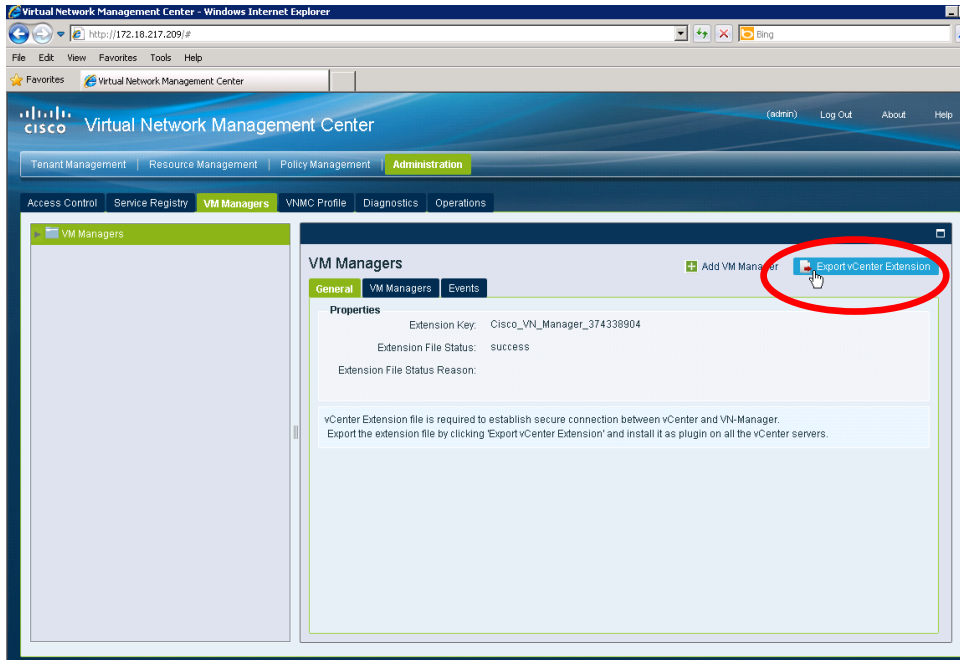 Virtual Network Management Center - Windows Internet Explorer
http://172.18.217.209/#
Bing
File Edit View Favorites Tools Help
Favorites Virtual Network Management Center
cisco Virtual Network Management Center
(admin) Log Out About Help
Tenant Management | Resource Management | Policy Management | Administration
Access Control Service Registry VM Managers VNMC Profile Diagnostics Operations
VM Managers
VM Managers
Add VM Manager Export vCenter Extension
General VM Managers Events
Properties
Extension Key: Cisco_VN_Manager_374338904
Extension File Status: success
Extension File Status Reason:
vCenter Extension file is required to establish secure connection between vCenter and VN-Manager.
Export the extension file by clicking 'Export vCenter Extension' and install it as plugin on all the vCenter servers.